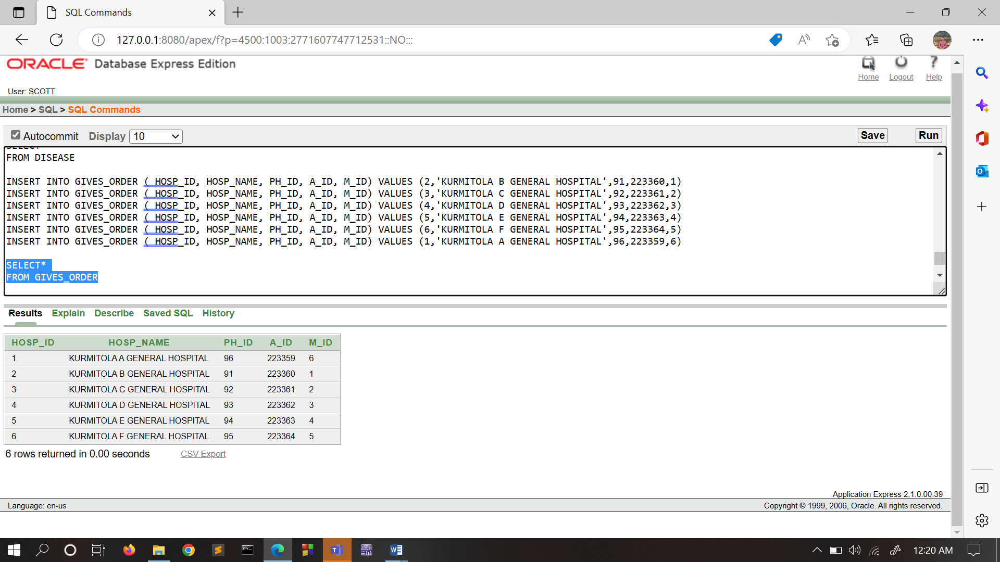 SQL Commands
127.0.0.1:8080/apex/f?p=4500:1003:2771607747712531::NO:::
ORACLE Database Express Edition
Home Logout Help
User: SCOTT
Home > SQL > SQL Commands
Autocommit Display 10 Save Run
SELECT*
FROM DISEASE
INSERT INTO GIVES_ORDER ( HOSP_ID, HOSP_NAME, PH_ID, A_ID, M_ID) VALUES (2,'KURMITOLA B GENERAL HOSPITAL',91,223360,1)
INSERT INTO GIVES_ORDER ( HOSP_ID, HOSP_NAME, PH_ID, A_ID, M_ID) VALUES (3,'KURMITOLA C GENERAL HOSPITAL',92,223361,2)
INSERT INTO GIVES_ORDER ( HOSP_ID, HOSP_NAME, PH_ID, A_ID, M_ID) VALUES (4,'KURMITOLA D GENERAL HOSPITAL',93,223362,3)
INSERT INTO GIVES_ORDER ( HOSP_ID, HOSP_NAME, PH_ID, A_ID, M_ID) VALUES (5,'KURMITOLA E GENERAL HOSPITAL',94,223363,4)
INSERT INTO GIVES_ORDER ( HOSP_ID, HOSP_NAME, PH_ID, A_ID, M_ID) VALUES (6,'KURMITOLA F GENERAL HOSPITAL',95,223364,5)
INSERT INTO GIVES_ORDER ( HOSP_ID, HOSP_NAME, PH_ID, A_ID, M_ID) VALUES (1,'KURMITOLA A GENERAL HOSPITAL',96,223359,6)
SELECT*
FROM GIVES_ORDER
Results Explain Describe Saved SQL History
HOSP_ID HOSP_NAME PH_ID A_ID M_ID
1 KURMITOLA A GENERAL HOSPITAL 96 223359 6
2 KURMITOLA B GENERAL HOSPITAL 91 223360 1
3 KURMITOLA C GENERAL HOSPITAL 92 223361 2
4 KURMITOLA D GENERAL HOSPITAL 93 223362 3
5 KURMITOLA E GENERAL HOSPITAL 94 223363 4
6 KURMITOLA F GENERAL HOSPITAL 95 223364 5
6 rows returned in 0.00 seconds CSV Export
Application Express 2.1.0.00.39
Language: en-us Copyright © 1999, 2006, Oracle. All rights reserved.
12:20 AM